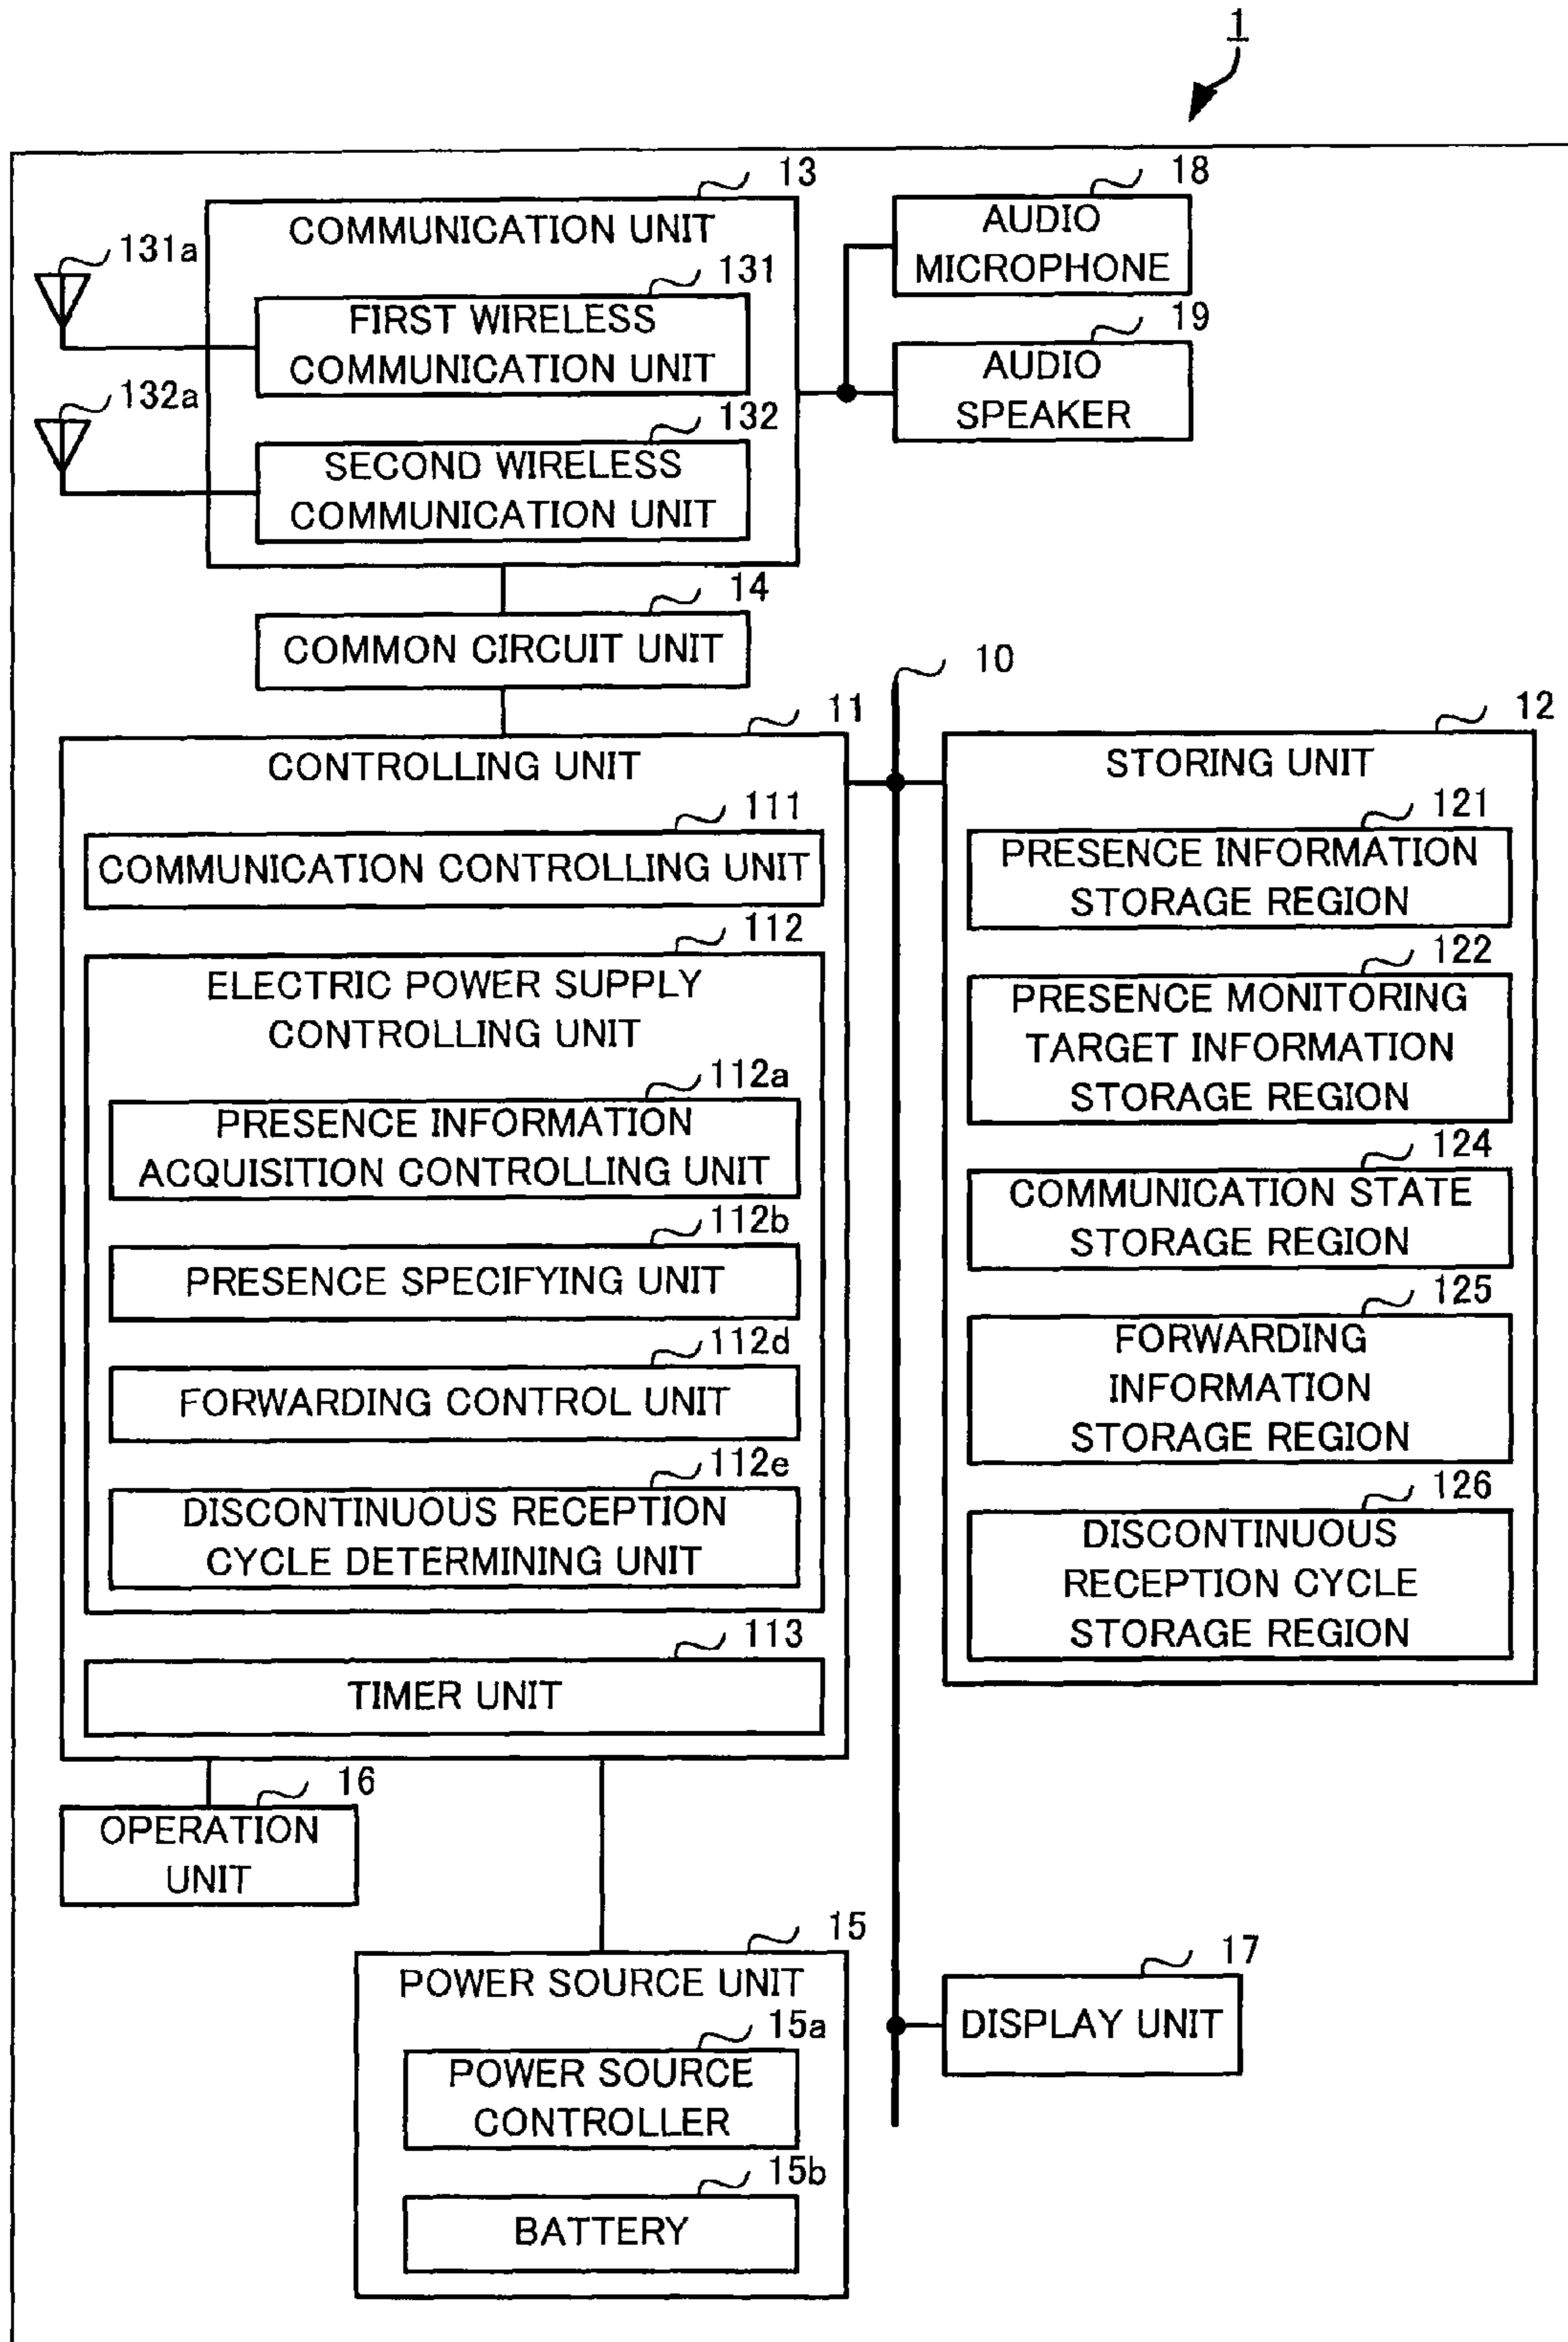 1
13
COMMUNICATION UNIT
131a
131
FIRST WIRELESS
COMMUNICATION UNIT
132a
132
SECOND WIRELESS
COMMUNICATION UNIT
18
AUDIO
MICROPHONE
19
AUDIO
SPEAKER
14
COMMON CIRCUIT UNIT
10
11
CONTROLLING UNIT
111
COMMUNICATION CONTROLLING UNIT
112
ELECTRIC POWER SUPPLY
CONTROLLING UNIT
112a
PRESENCE INFORMATION
ACQUISITION CONTROLLING UNIT
112b
PRESENCE SPECIFYING UNIT
112d
FORWARDING CONTROL UNIT
112e
DISCONTINUOUS RECEPTION
CYCLE DETERMINING UNIT
113
TIMER UNIT
12
STORING UNIT
121
PRESENCE INFORMATION
STORAGE REGION
122
PRESENCE MONITORING
TARGET INFORMATION
STORAGE REGION
124
COMMUNICATION STATE
STORAGE REGION
125
FORWARDING
INFORMATION
STORAGE REGION
126
DISCONTINUOUS
RECEPTION CYCLE
STORAGE REGION
16
OPERATION
UNIT
15
POWER SOURCE UNIT
15a
POWER SOURCE
CONTROLLER
15b
BATTERY
17
DISPLAY UNIT